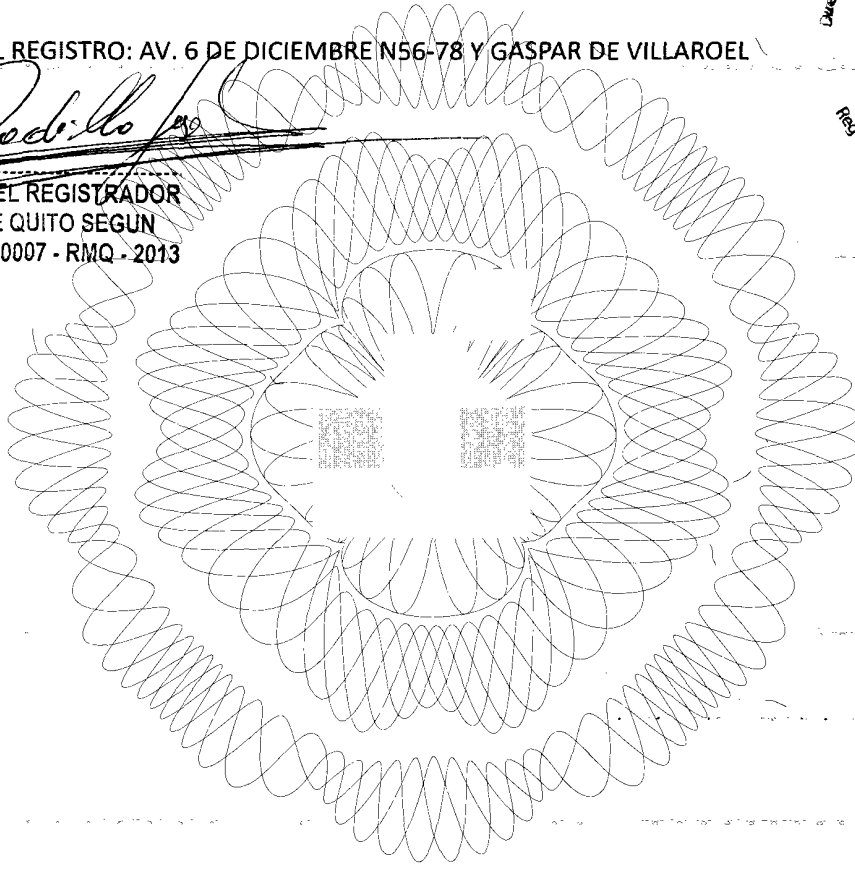 L REGISTRO: AV. 6 DE DICIEMBRE N56-78 Y GASPAR DE VILLAROEL
EL REGISTRADOR
E QUITO SEGUN
0007 - RMQ - 2013